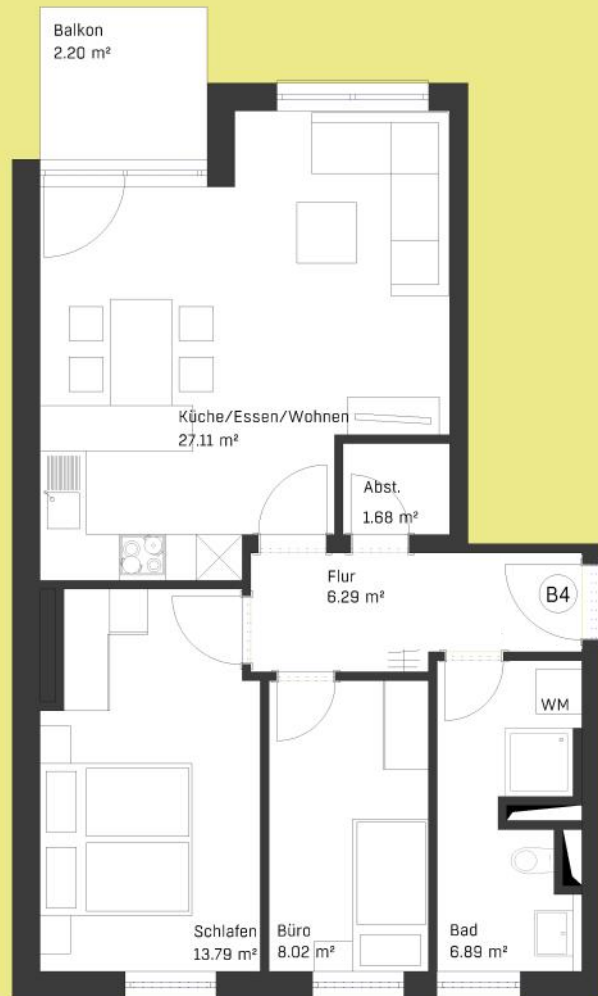 Balkon
2.20 m²
Küche/Essen/Wohnen
27.11 m²
Abst.
1.68 m²
Flur
6.29 m²
B4
WM
Schlafen
13.79 m²
Büro
8.02 m²
Bad
6.89 m²